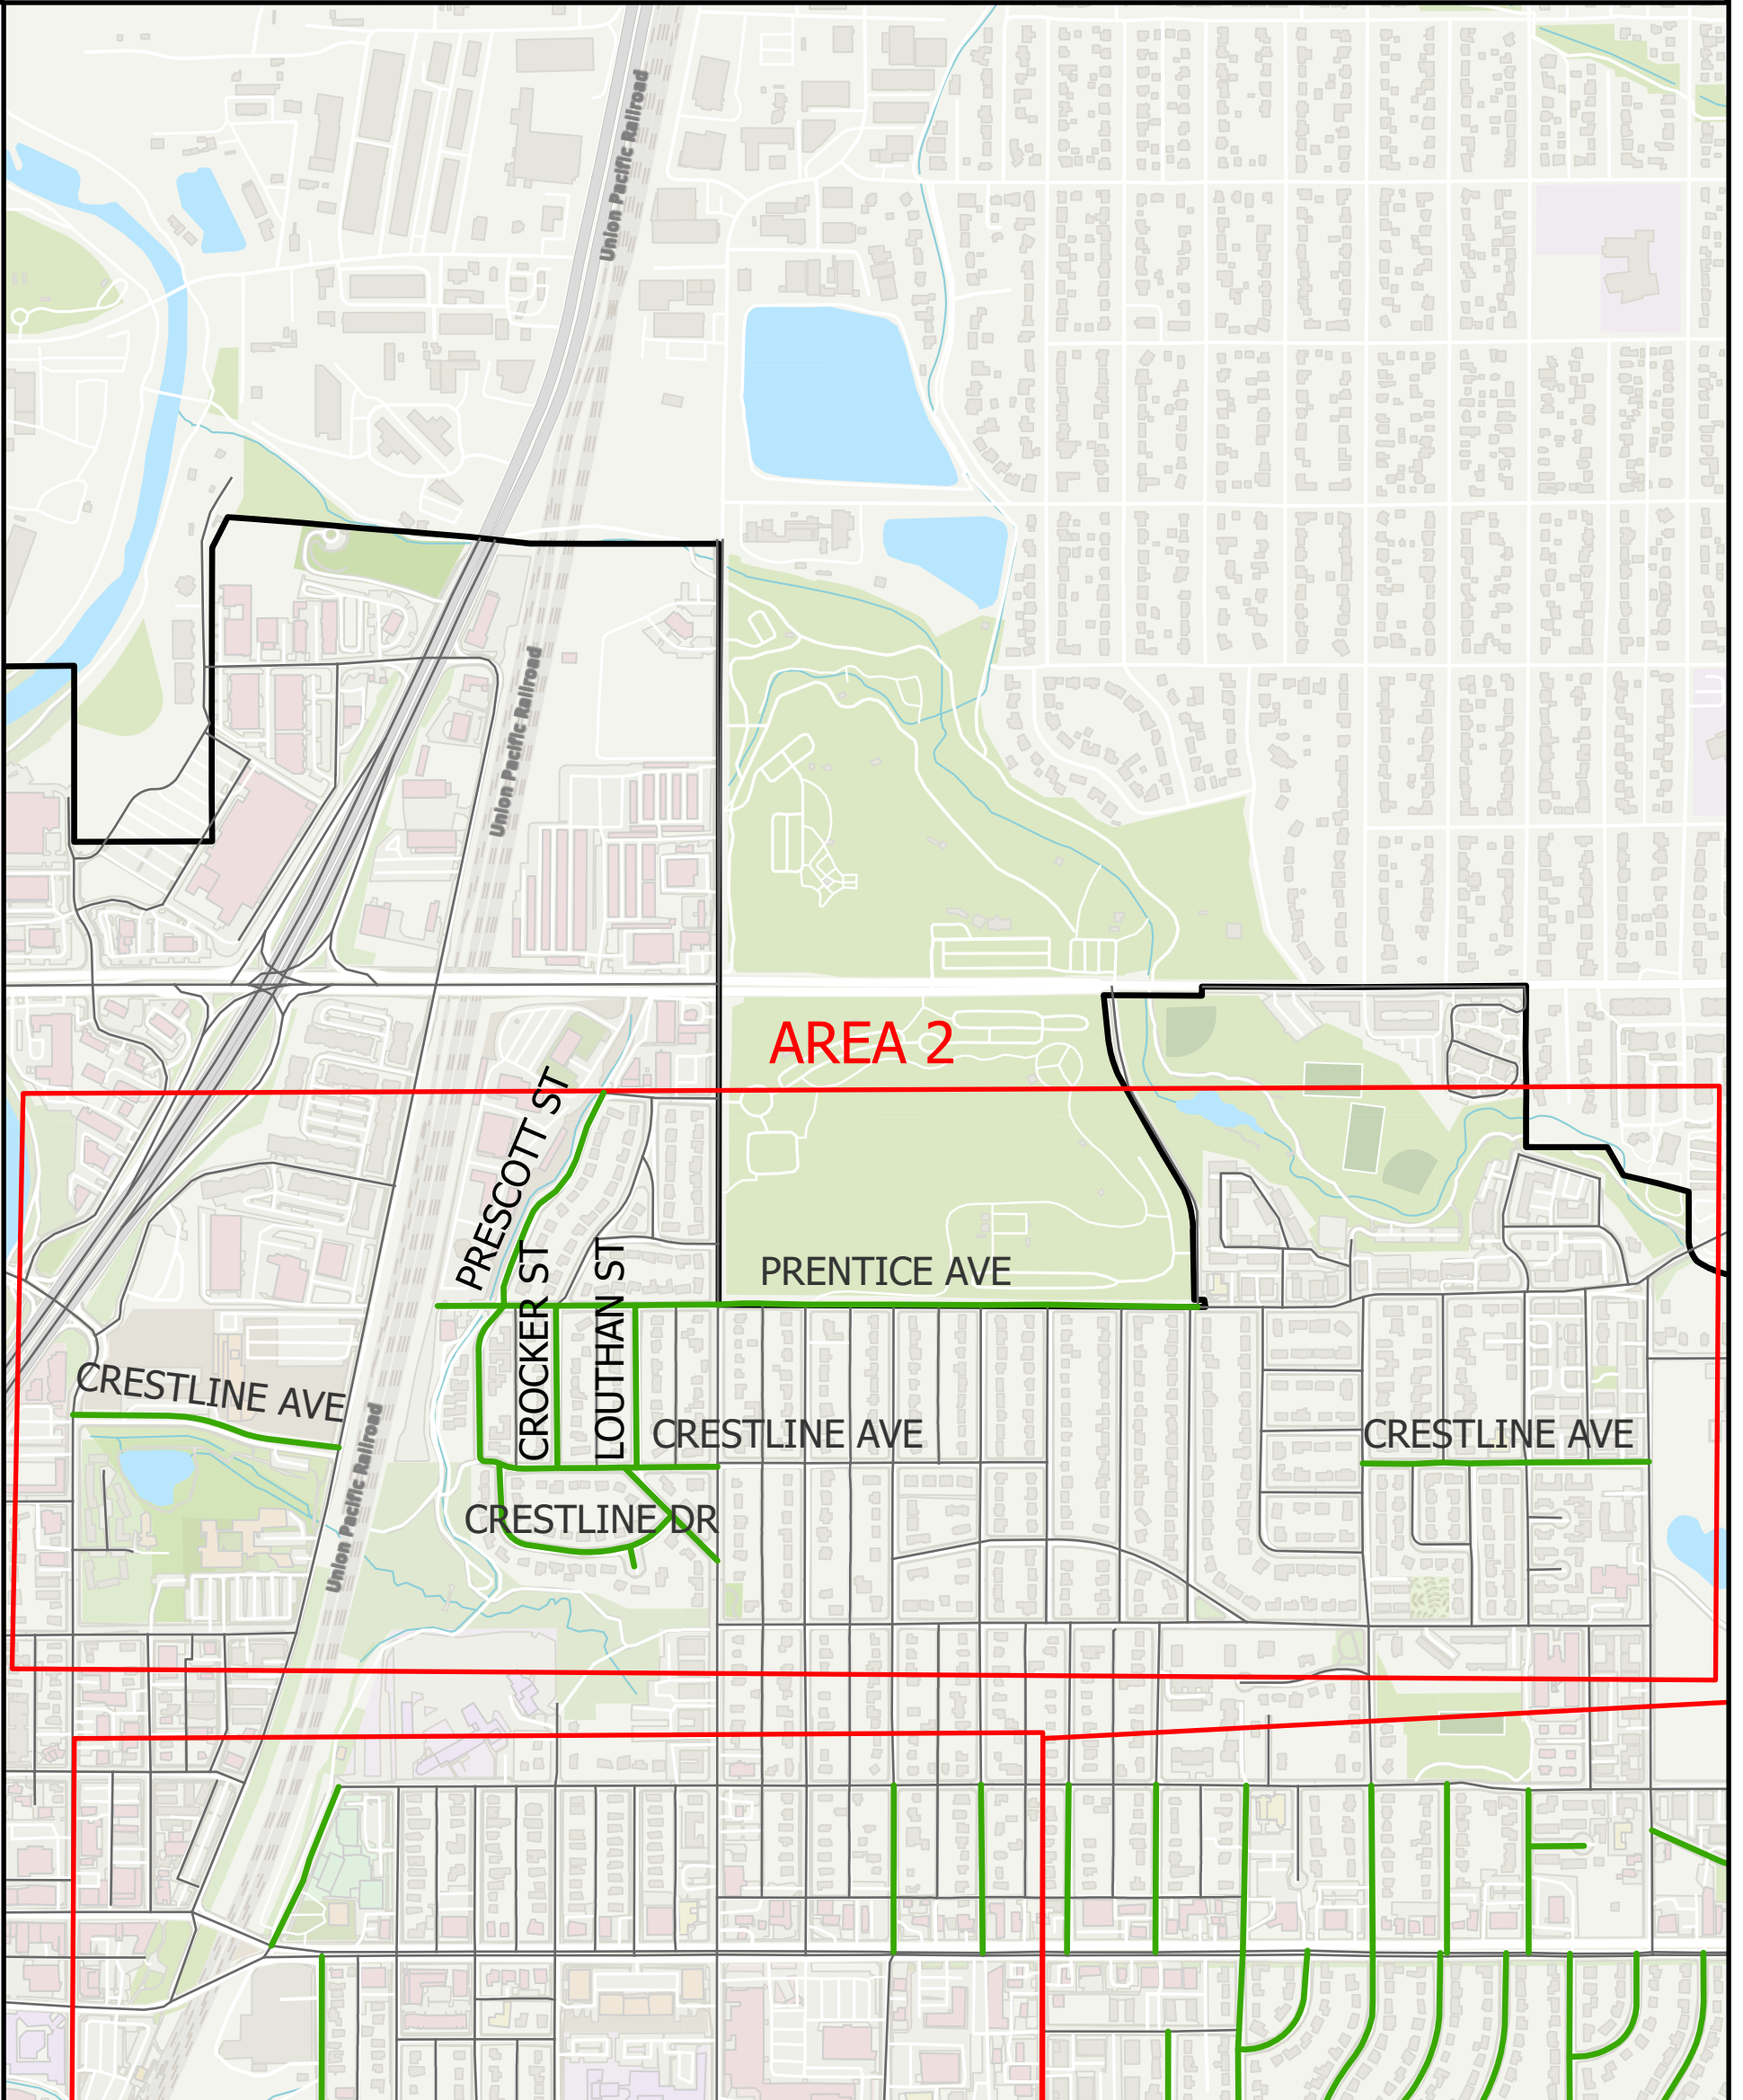 Union Pacific Railroad
Union Pacific Railroad
AREA 2
PRESCOTT ST
CROCKER ST
LOUTHAN ST
PRENTICE AVE
CRESTLINE AVE
CRESTLINE AVE
CRESTLINE AVE
Union Pacific Railroad
CRESTLINE DR